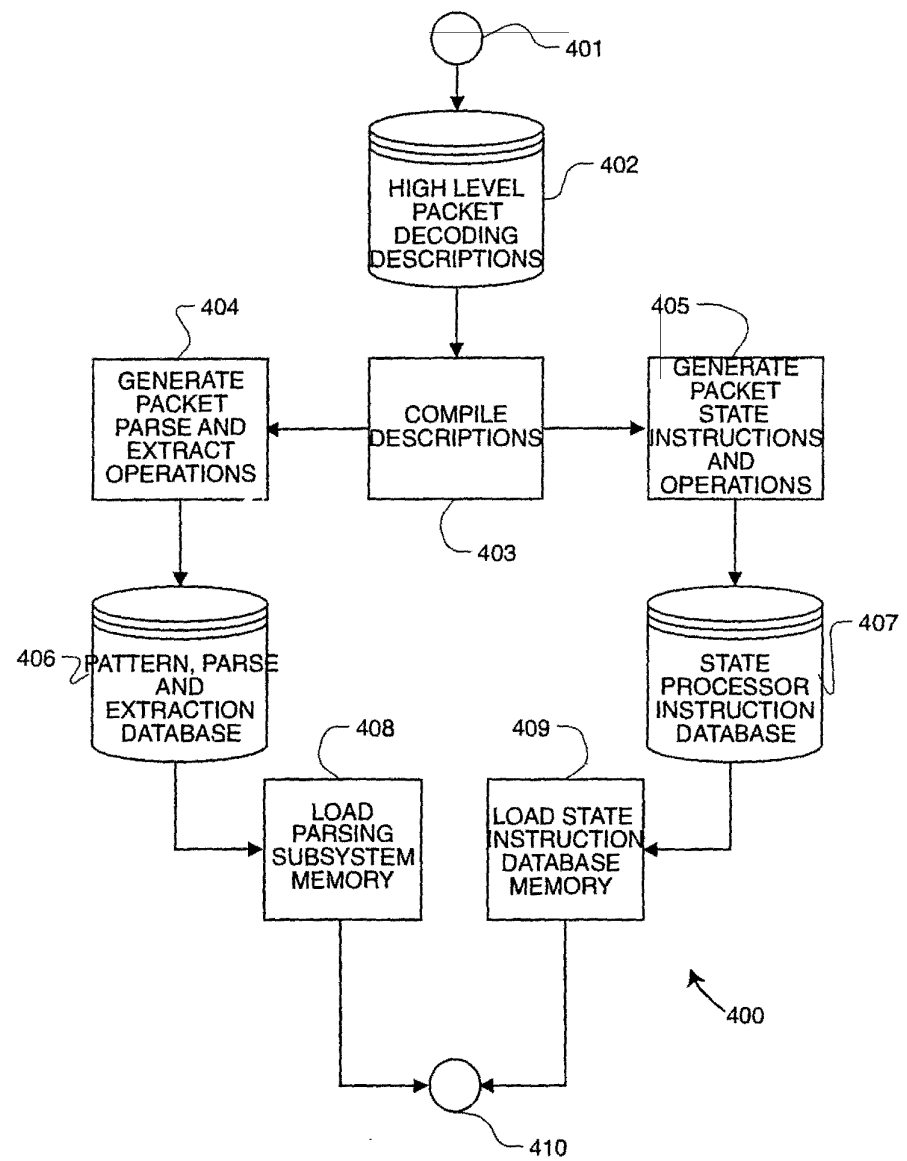 401
402
HIGH LEVEL
PACKET
DECODING
DESCRIPTIONS
404
405
GENERATE
PACKET
PARSE AND
EXTRACT
OPERATIONS
COMPILE
DESCRIPTIONS
GENERATE
PACKET
STATE
INSTRUCTIONS
AND
OPERATIONS
403
406
PATTERN, PARSE
AND
EXTRACTION
DATABASE
STATE
PROCESSOR
INSTRUCTION
DATABASE
407
408
409
LOAD
PARSING
SUBSYSTEM
MEMORY
LOAD STATE
INSTRUCTION
DATABASE
MEMORY
400
410